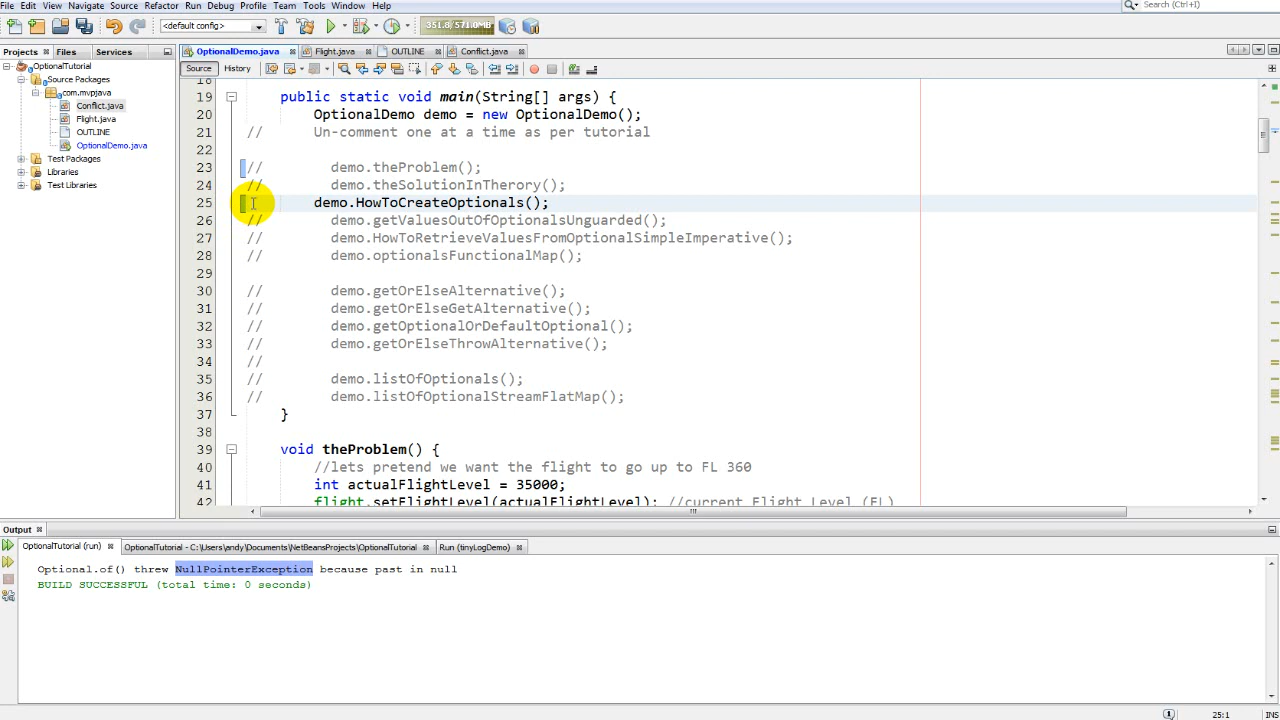 File Edit View Navigate Source Refactor Run Debug Profile Team Tools Window Help
Search (Ctrl+I)
<default config>
351.8/571.0MB
Projects Files Services
OptionalDemo.java Flight.java OUTLINE Conflict.java
Source History
OptionalTutorial
Source Packages
com.mvpjava
Conflict.java
Flight.java
OUTLINE
OptionalDemo.java
Test Packages
Libraries
Test Libraries
18
19 public static void main(String[] args) {
20 OptionalDemo demo = new OptionalDemo();
21 // Un-comment one at a time as per tutorial
22
23 // demo.theProblem();
24 // demo.theSolutionInTherory();
25 demo.HowToCreateOptionals();
26 // demo.getValuesOutOfOptionalsUnguarded();
27 // demo.HowToRetrieveValuesFromOptionalSimpleImperative();
28 // demo.optionalsFunctionalMap();
29
30 // demo.getOrElseAlternative();
31 // demo.getOrElseGetAlternative();
32 // demo.getOptionalOrDefaultOptional();
33 // demo.getOrElseThrowAlternative();
34 //
35 // demo.listOfOptionals();
36 // demo.listOfOptionalStreamFlatMap();
37 }
38
39 void theProblem() {
40 //lets pretend we want the flight to go up to FL 360
41 int actualFlightLevel = 35000;
42 flight.setFlightLevel(actualFlightLevel); //current Flight Level (FL)
Output
OptionalTutorial (run) OptionalTutorial - C:\Users\andy\Documents\NetBeansProjects\OptionalTutorial Run (tinyLogDemo)
Optional.of() threw NullPointerException because past in null
BUILD SUCCESSFUL (total time: 0 seconds)
1 25:1 INS